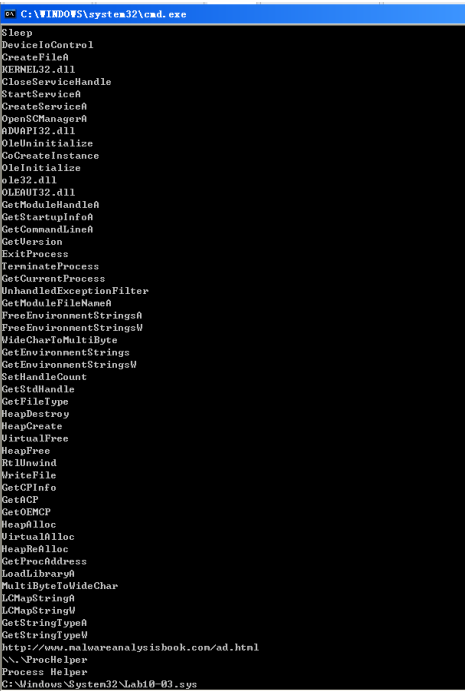 C:\WINDOWS\system32\cmd.exe
Sleep
DeviceIoControl
CreateFileA
KERNEL32.dll
CloseServiceHandle
StartServiceA
CreateServiceA
OpenSCManagerA
ADVAPI32.dll
OleUninitialize
CoCreateInstance
OleInitialize
ole32.dll
OLEAUT32.dll
GetModuleHandleA
GetStartupInfoA
GetCommandLineA
GetVersion
ExitProcess
TerminateProcess
GetCurrentProcess
UnhandledExceptionFilter
GetModuleFileNameA
FreeEnvironmentStringsA
FreeEnvironmentStringsW
WideCharToMultiByte
GetEnvironmentStrings
GetEnvironmentStringsW
SetHandleCount
GetStdHandle
GetFileType
HeapDestroy
HeapCreate
VirtualFree
HeapFree
RtlUnwind
WriteFile
GetCPInfo
GetACP
GetOEMCP
HeapAlloc
VirtualAlloc
HeapReAlloc
GetProcAddress
LoadLibraryA
MultiByteToWideChar
LCMapStringA
LCMapStringW
GetStringTypeA
GetStringTypeW
http://www.malwareanalysisbook.com/ad.html
\\.\ProcHelper
Process Helper
C:\Windows\System32\Lab10-03.sys